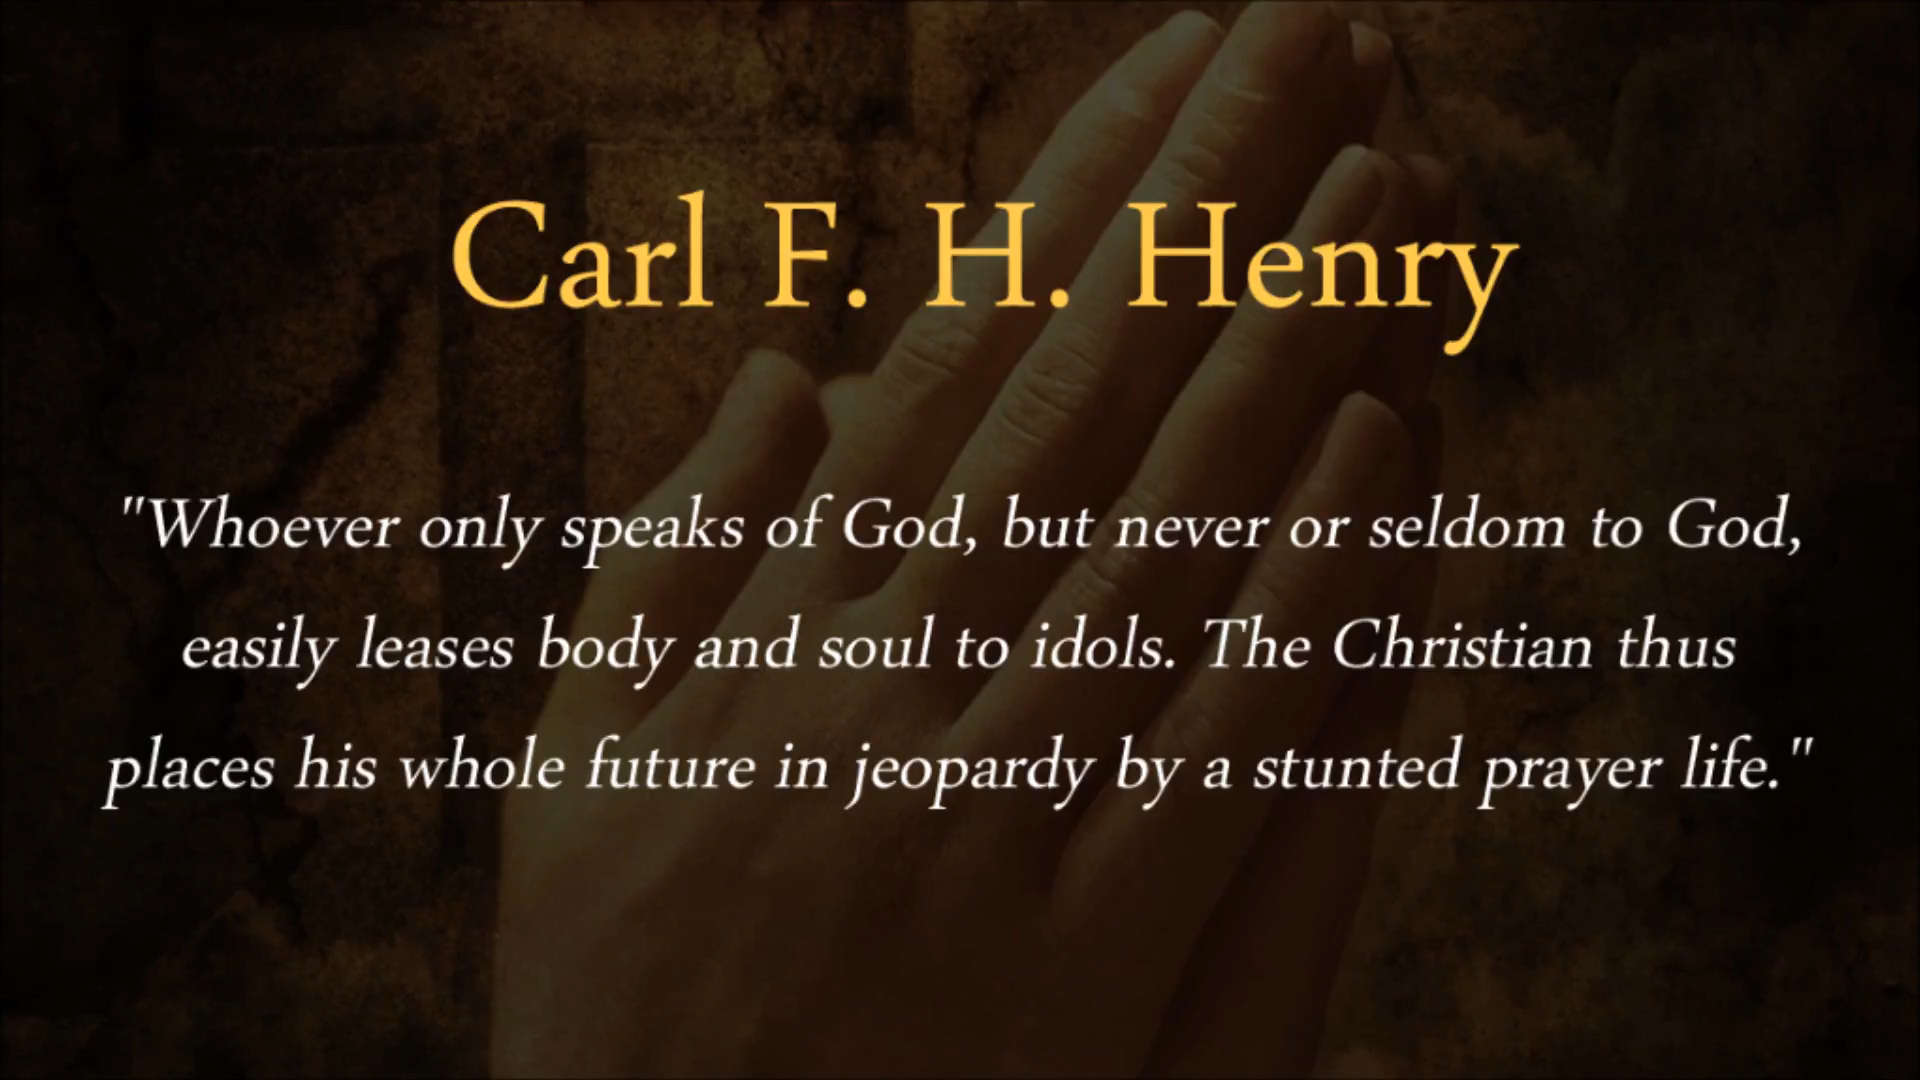 Carl F. H. Henry
"Whoever only speaks of God, but never or seldom to God,
easily leases body and soul to idols. The Christian thus
places his whole future in jeopardy by a stunted prayer life."